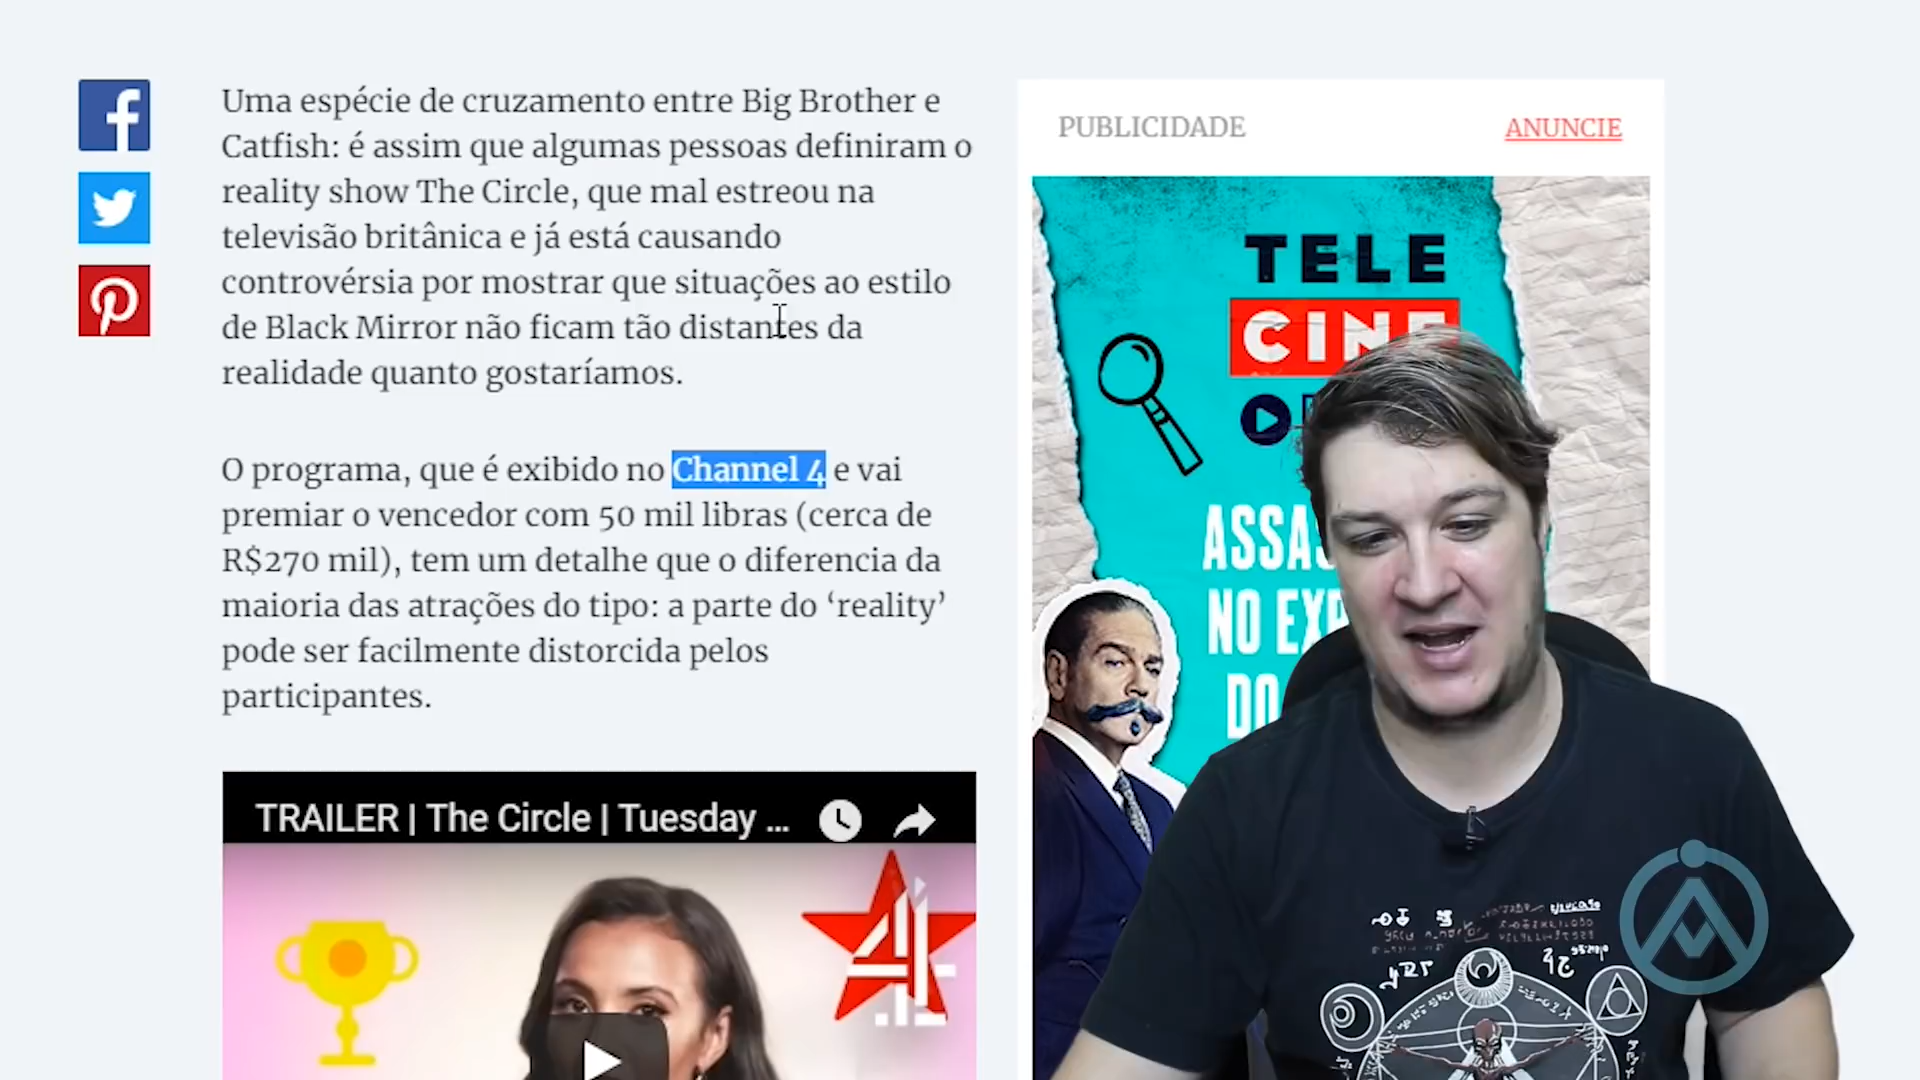 Uma espécie de cruzamento entre Big Brother e
Catfish: é assim que algumas pessoas definiram o
reality show The Circle, que mal estreou na
televisão britânica e já está causando
controvérsia por mostrar que situações ao estilo
de Black Mirror não ficam tão distantes da
realidade quanto gostaríamos.
O programa, que é exibido no Channel 4 e vai
premiar o vencedor com 50 mil libras (cerca de
R$270 mil), tem um detalhe que o diferencia da
maioria das atrações do tipo: a parte do ‘reality’
pode ser facilmente distorcida pelos
participantes.
TRAILER | The Circle | Tuesday ...
4
PUBLICIDADE
ANUNCIE
TELE
CINE
NO
DO